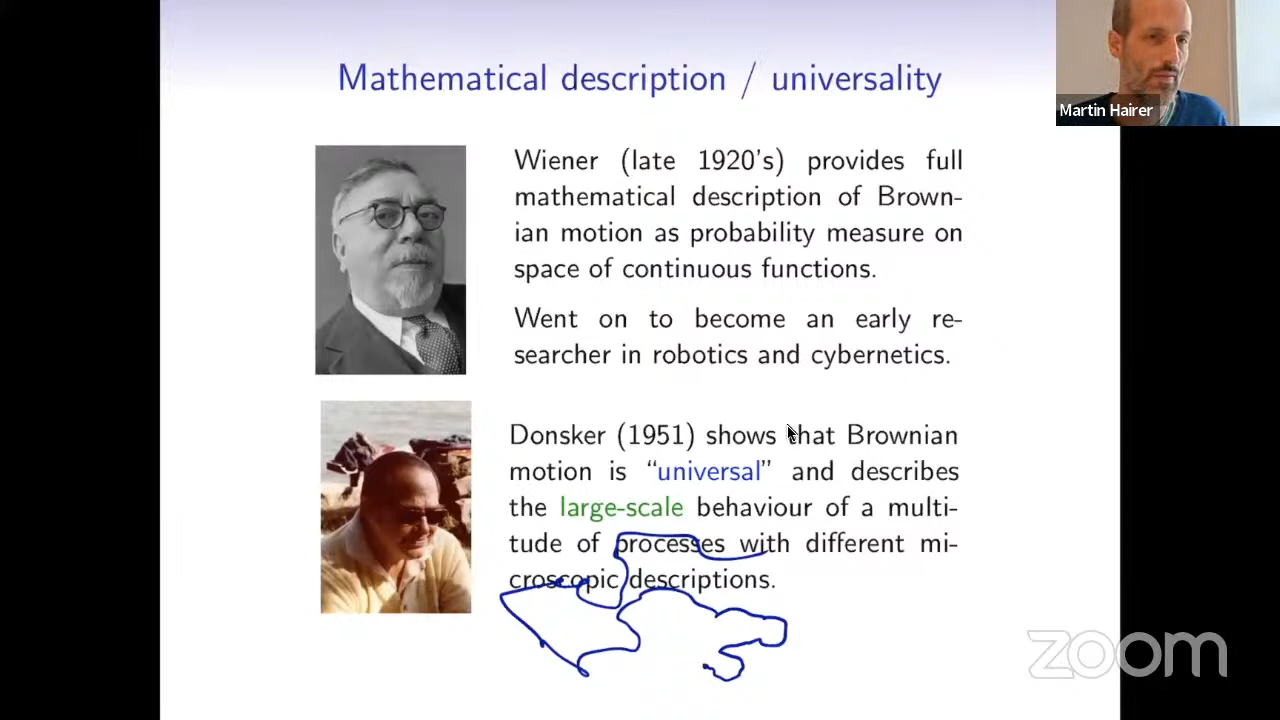 Mathematical description / universality
Martin Hairer
Wiener (late 1920's) provides full
mathematical description of Brown-
ian motion as probability measure on
space of continuous functions.
Went on to become an early re-
searcher in robotics and cybernetics.
Donsker (1951) shows that Brownian
motion is “universal” and describes
the large-scale behaviour of a multi-
tude of processes with different mi-
croscopic descriptions.
zoom